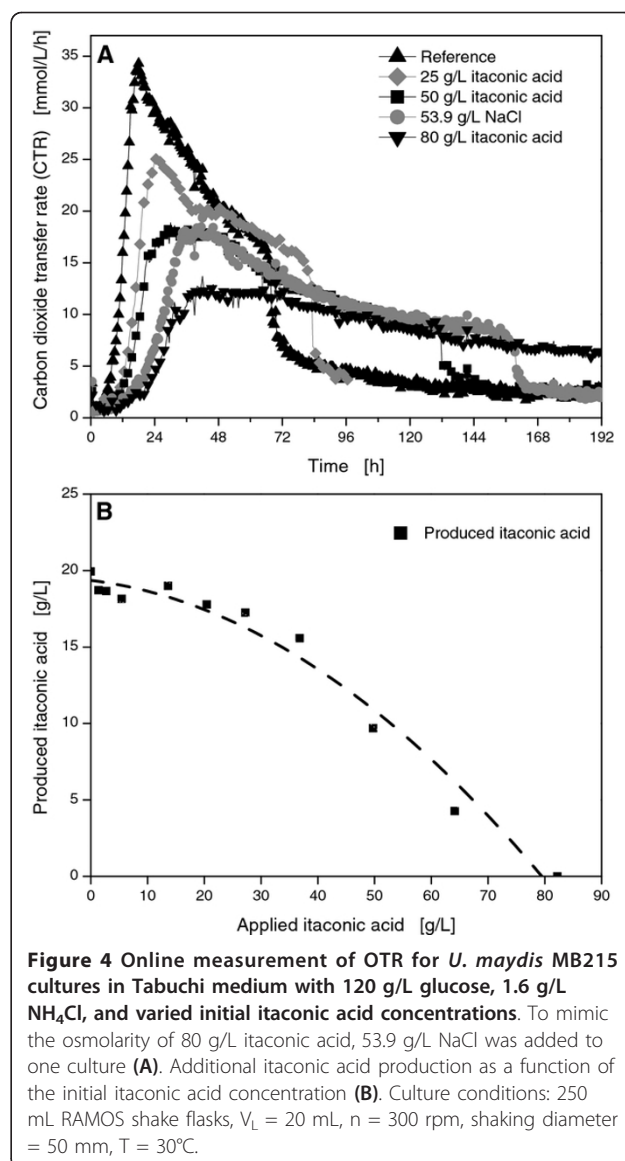 A
Reference
25 g/L itaconic acid
50 g/L itaconic acid
53.9 g/L NaCl
80 g/L itaconic acid
Carbon dioxide transfer rate (CTR) [mmol/L/h]
35
30
25
20
15
10
5
0
0 24 48 72 96 120 144 168 192
Time [h]
B
Produced itaconic acid
Produced itaconic acid [g/L]
25
20
15
10
5
0
0 10 20 30 40 50 60 70 80 90
Applied itaconic acid [g/L]
Figure 4 Online measurement of OTR for U. maydis MB215
cultures in Tabuchi medium with 120 g/L glucose, 1.6 g/L
NH₄Cl, and varied initial itaconic acid concentrations. To mimic
the osmolarity of 80 g/L itaconic acid, 53.9 g/L NaCl was added to
one culture (A). Additional itaconic acid production as a function of
the initial itaconic acid concentration (B). Culture conditions: 250
mL RAMOS shake flasks, V_L = 20 mL, n = 300 rpm, shaking diameter
= 50 mm, T = 30°C.